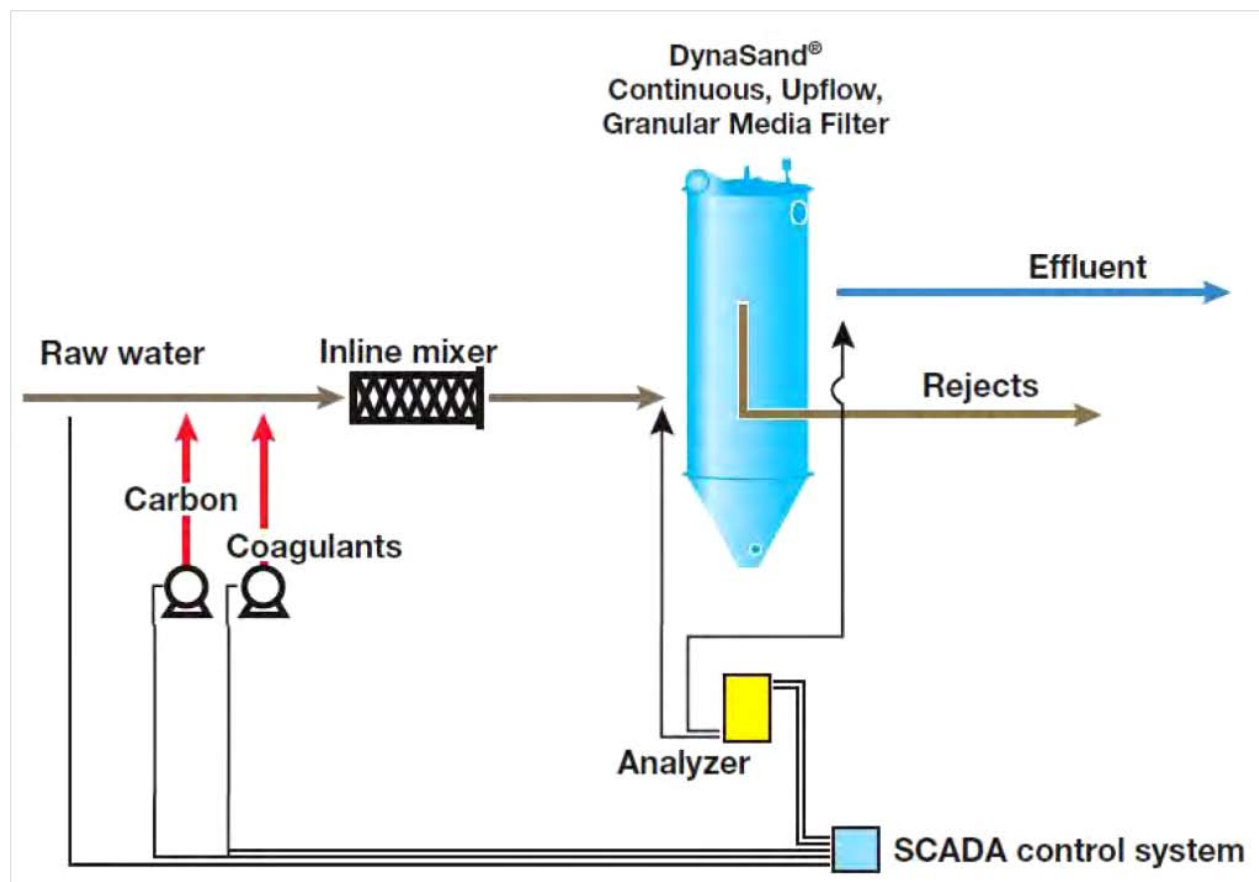 DynaSand®
Continuous, Upflow,
Granular Media Filter
Effluent
Raw water
Inline mixer
Rejects
Carbon
Coagulants
Analyzer
SCADA control system